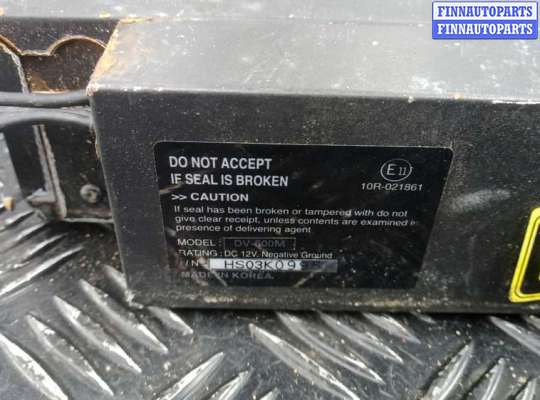 FINNAUTOPARTS
FINNAUTOPARTS
DO NOT ACCEPT
IF SEAL IS BROKEN
E11
10R-021861
>> CAUTION
If seal has been broken or tampered with do not
give clear receipt, unless contents are examined in
presence of delivering agent
MODEL : DV-600M
RATING : DC 12V, Negative Ground
/N HS03K09
MADE IN KOREA.